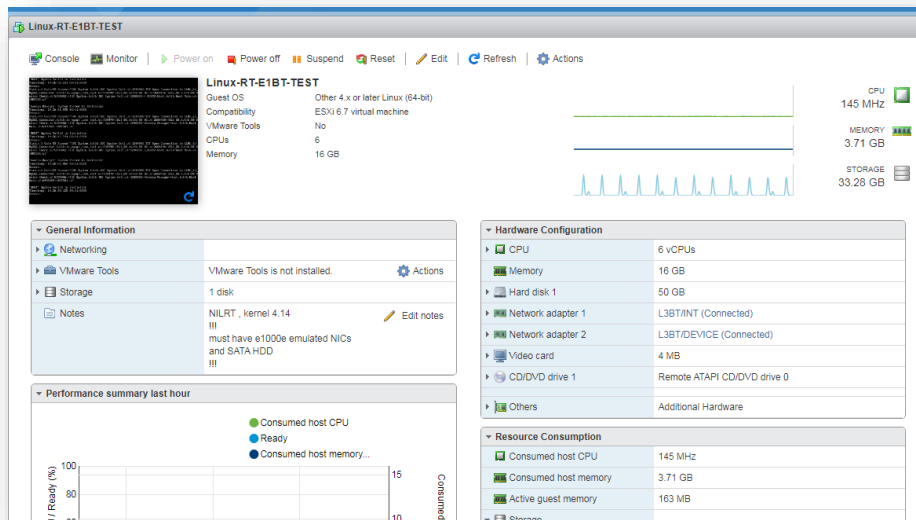 Linux-RT-E1BT-TEST
Console Monitor Power on Power off Suspend Reset Edit Refresh Actions
Linux-RT-E1BT-TEST
Guest OS Other 4.x or later Linux (64-bit)
Compatibility ESXi 6.7 virtual machine
VMware Tools No
CPUs 6
Memory 16 GB
CPU
145 MHz
MEMORY
3.71 GB
STORAGE
33.28 GB
General Information
Networking
VMware Tools VMware Tools is not installed. Actions
Storage 1 disk
Notes NILRT , kernel 4.14 Edit notes
!!!
must have e1000e emulated NICs
and SATA HDD
!!!
Performance summary last hour
Consumed host CPU
Ready
Consumed host memory...
100
80
15
10
/ Ready (%)
Consumed
Hardware Configuration
CPU 6 vCPUs
Memory 16 GB
Hard disk 1 50 GB
Network adapter 1 L3BT/INT (Connected)
Network adapter 2 L3BT/DEVICE (Connected)
Video card 4 MB
CD/DVD drive 1 Remote ATAPI CD/DVD drive 0
Others Additional Hardware
Resource Consumption
Consumed host CPU 145 MHz
Consumed host memory 3.71 GB
Active guest memory 163 MB
Storage